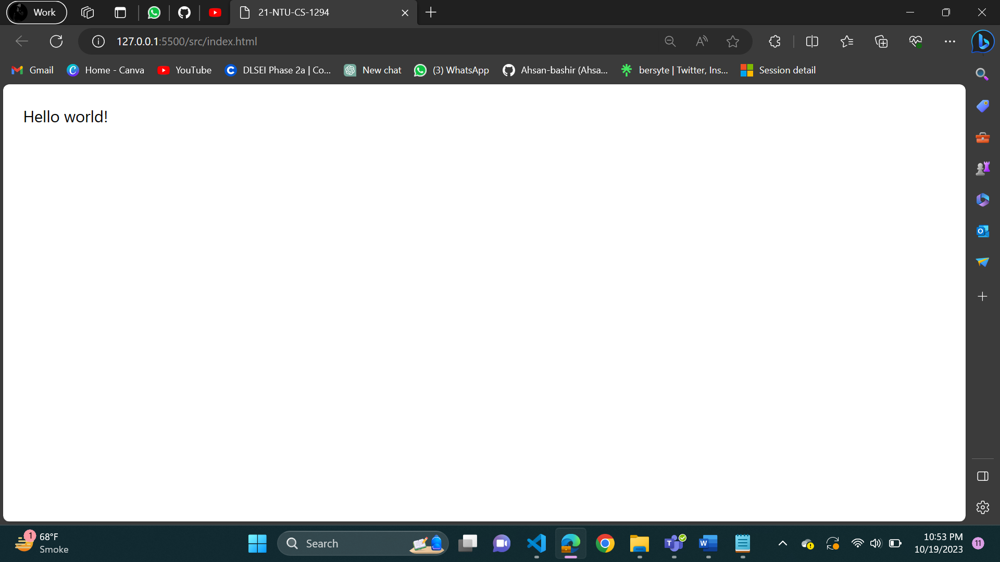 Work
21-NTU-CS-1294
127.0.0.1:5500/src/index.html
Gmail
Home - Canva
YouTube
DLSEI Phase 2a | Co...
New chat
(3) WhatsApp
Ahsan-bashir (Ahsa...
bersyte | Twitter, Ins...
Session detail
Hello world!
1
68°F
Smoke
Search
10:53 PM
10/19/2023
11